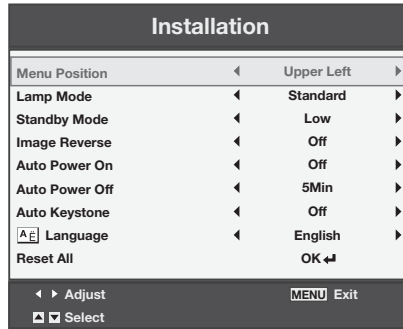 Installation
Menu Position Upper Left
Lamp Mode Standard
Standby Mode Low
Image Reverse Off
Auto Power On Off
Auto Power Off 5Min
Auto Keystone Off
AË Language English
Reset All OK
Adjust MENU Exit
Select